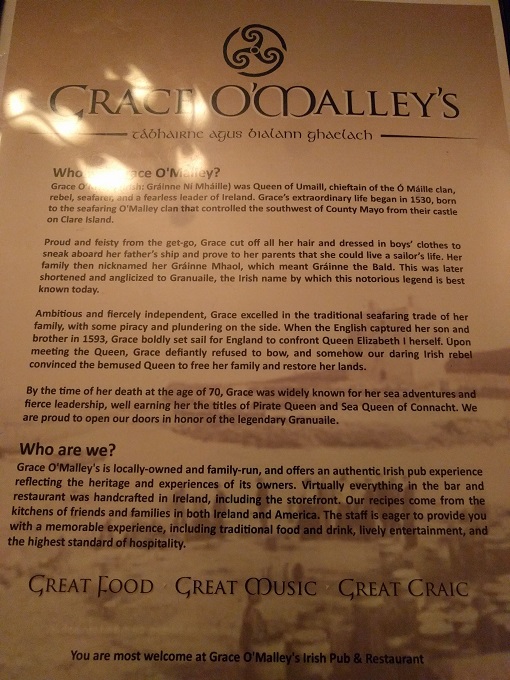 GRACE O'MALLEY'S
tábhairne agus bialann ghaelach
Who Grace O'Malley?
Grace O' Gráinne Ní Mháille) was Queen of Umaill, chieftain of the Ó Máille clan,
rebel, seafarer, and a fearless leader of Ireland. Grace's extraordinary life began in 1530, born
to the seafaring O'Malley clan that controlled the southwest of County Mayo from their castle
on Clare Island.
Proud and feisty from the get-go, Grace cut off all her hair and dressed in boys' clothes to
sneak aboard her father's ship and prove to her parents that she could live a sailor's life. Her
family then nicknamed her Gráinne Mhaol, which meant Gráinne the Bald. This was later
shortened and anglicized to Granuaile, the Irish name by which this notorious legend is best
known today.
Ambitious and fiercely independent, Grace excelled in the traditional seafaring trade of her
family, with some piracy and plundering on the side. When the English captured her son and
brother in 1593, Grace boldly set sail for England to confront Queen Elizabeth I herself. Upon
meeting the Queen, Grace defiantly refused to bow, and somehow our daring Irish rebel
convinced the bemused Queen to free her family and restore her lands.
By the time of her death at the age of 70, Grace was widely known for her sea adventures and
fierce leadership, well earning her the titles of Pirate Queen and Sea Queen of Connacht. We
are proud to open our doors in honor of the legendary Granuaile.
Who are we?
Grace O'Malley's is locally-owned and family-run, and offers an authentic Irish pub experience
reflecting the heritage and experiences of its owners. Virtually everything in the bar and
restaurant was handcrafted in Ireland, including the storefront. Our recipes come from the
kitchens of friends and families in both Ireland and America. The staff is eager to provide you
with a memorable experience, including traditional food and drink, lively entertainment, and
the highest standard of hospitality.
GREAT FOOD · GREAT MUSIC · GREAT CRAIC
You are most welcome at Grace O'Malley's Irish Pub & Restaurant